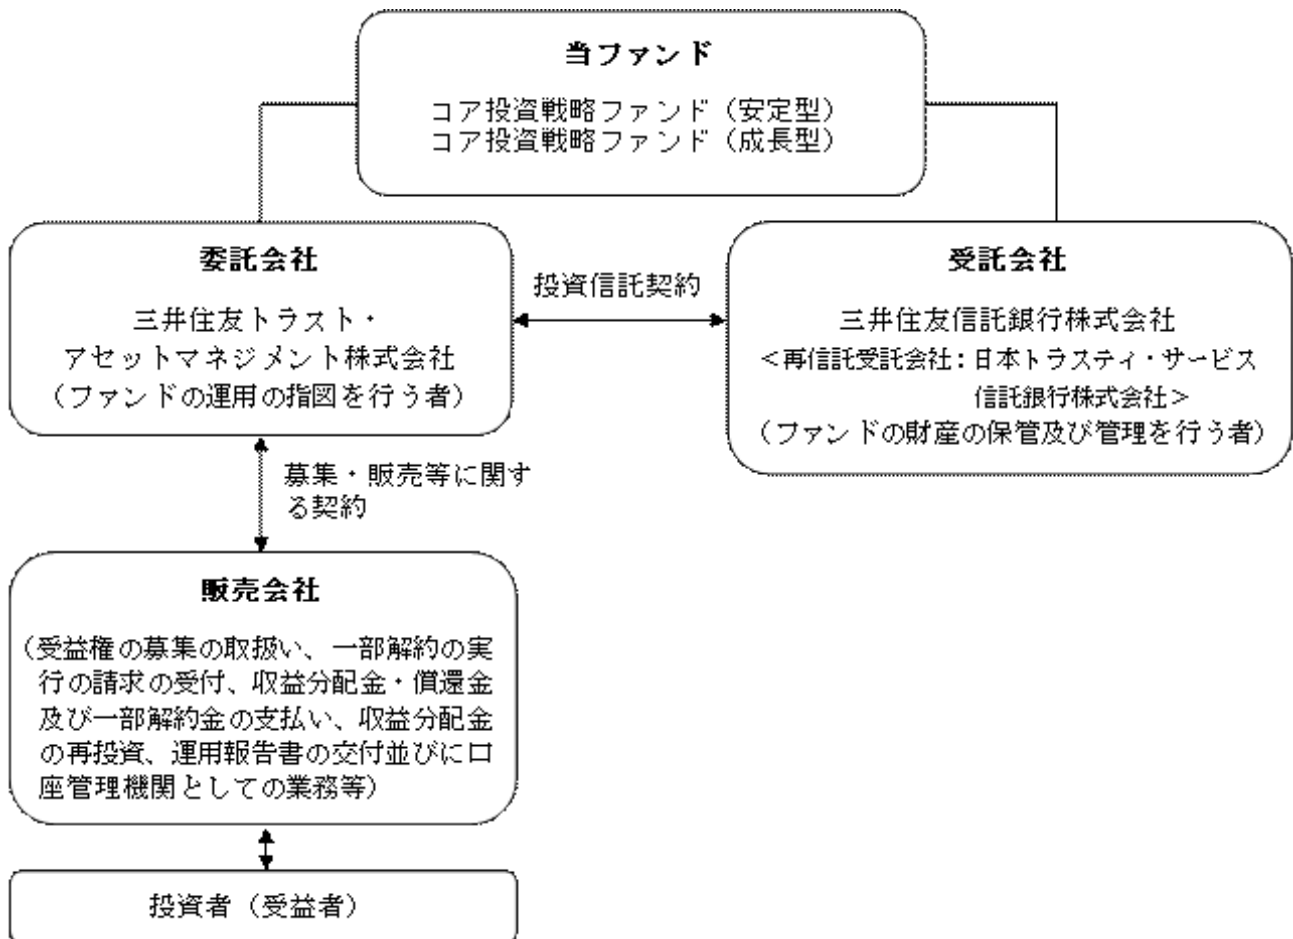 当ファンド
コア投資戦略ファンド（安定型）
コア投資戦略ファンド（成長型）
委託会社
三井住友トラスト・
アセットマネジメント株式会社
（ファンドの運用の指図を行う者）
投資信託契約
受託会社
三井住友信託銀行株式会社
＜再信託受託会社：日本トラスティ・サービス
信託銀行株式会社＞
（ファンドの財産の保管及び管理を行う者）
募集・販売等に関す
る契約
販売会社
（受益権の募集の取扱い、一部解約の実
行の請求の受付、収益分配金・償還金
及び一部解約金の支払い、収益分配金
の再投資、運用報告書の交付並びに口
座管理機関としての業務等）
投資者（受益者）